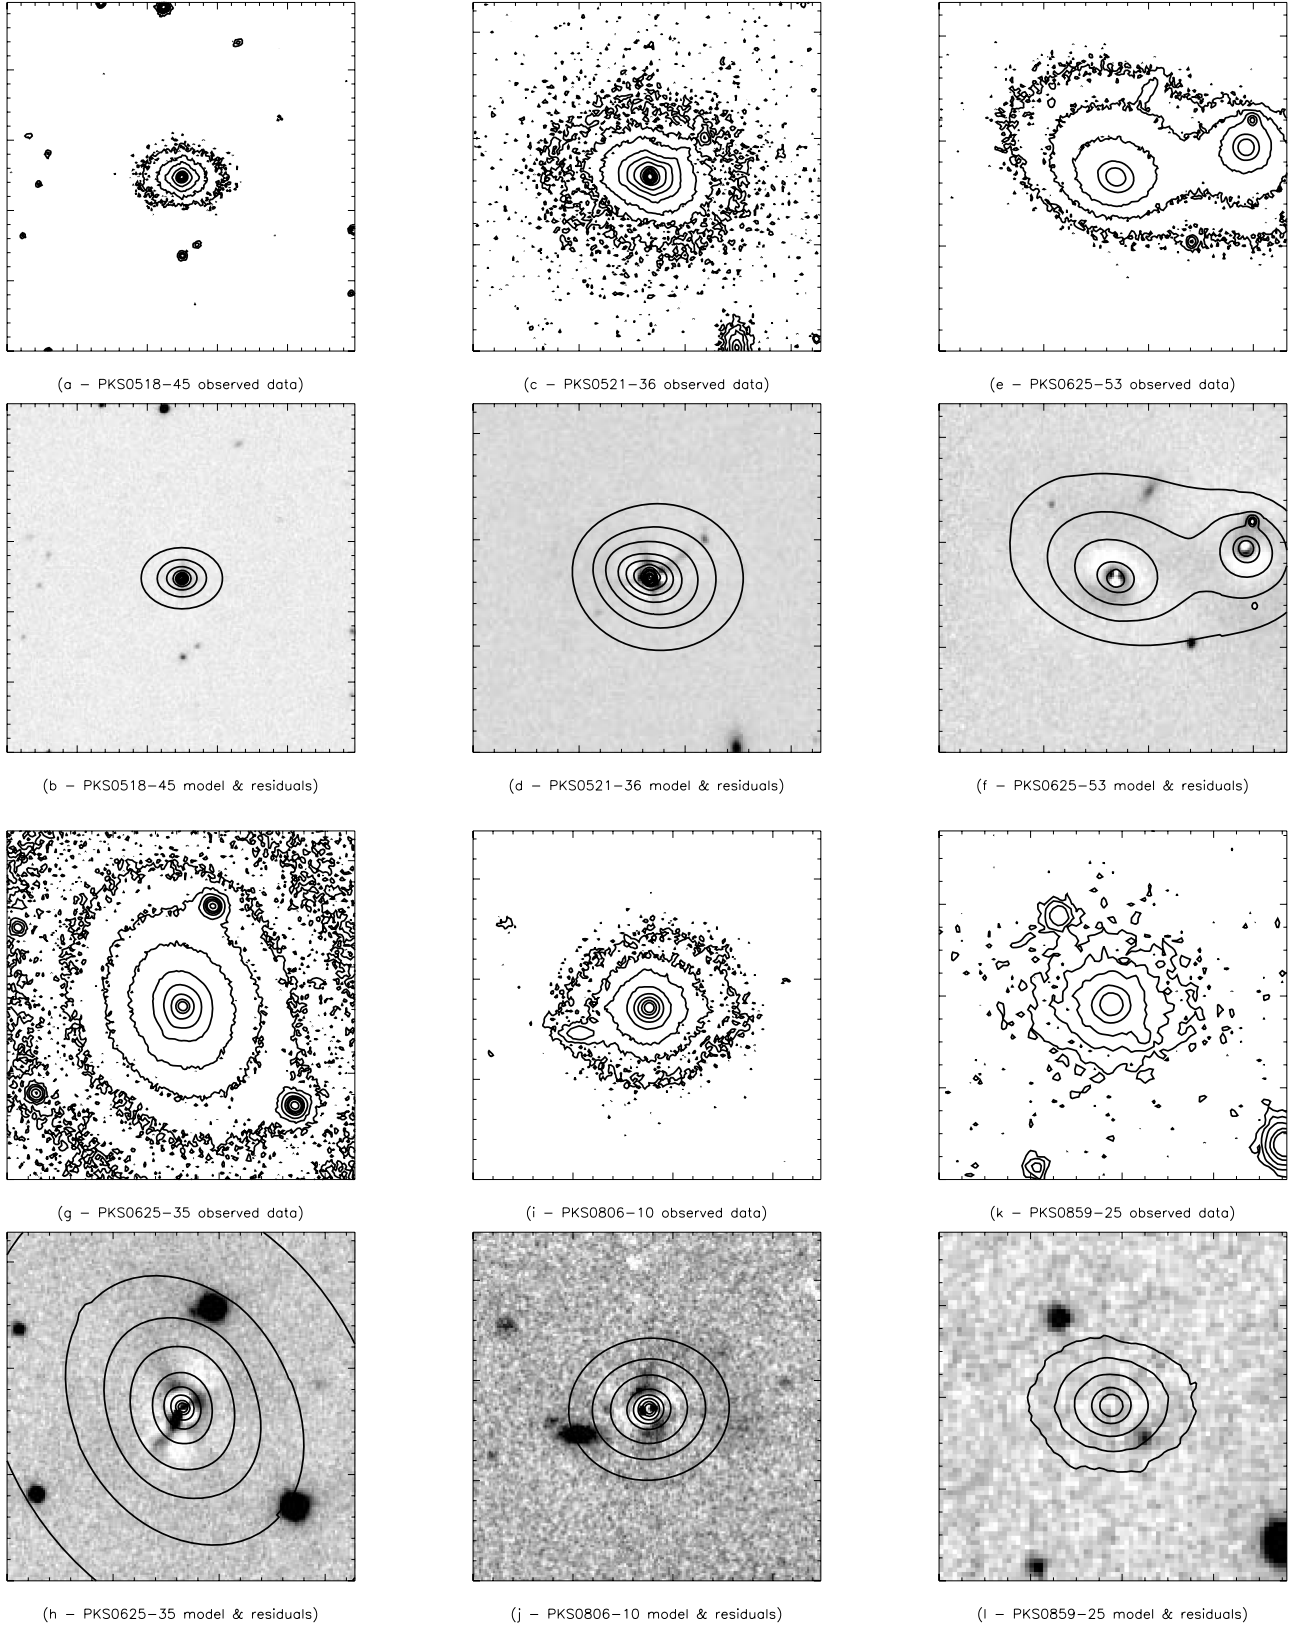 (a – PKS0518–45 observed data)
(c – PKS0521–36 observed data)
(e – PKS0625–53 observed data)
(b – PKS0518–45 model & residuals)
(d – PKS0521–36 model & residuals)
(f – PKS0625–53 model & residuals)
(g – PKS0625–35 observed data)
(i – PKS0806–10 observed data)
(k – PKS0859–25 observed data)
(h – PKS0625–35 model & residuals)
(j – PKS0806–10 model & residuals)
(l – PKS0859–25 model & residuals)